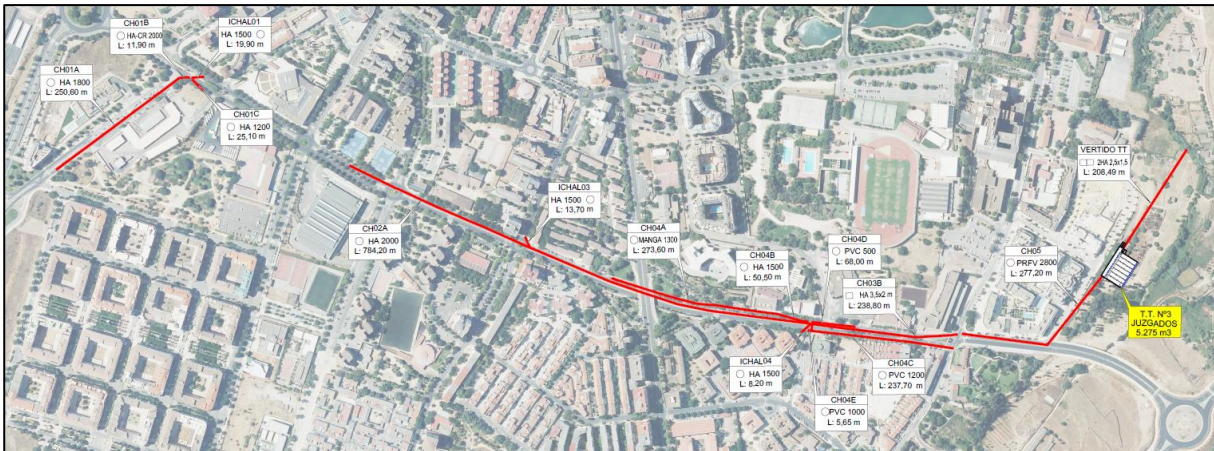 CH01B
HA-CR 2000
L: 11,90 m
ICHAL01
HA 1500
L: 19,90 m
CH01A
HA 1800
L: 250,60 m
CH01C
HA 1200
L: 25,10 m
VERTIDO TT
2HA 2,5x1,5
L: 208,49 m
ICHAL03
HA 1500
L: 13,70 m
CH02A
HA 2000
L: 784,20 m
CH04A
MANGA 1300
L: 273,60 m
CH04D
PVC 500
L: 68,00 m
CH04B
HA 1500
L: 50,50 m
CH05
PRFV 2800
L: 277,20 m
CH03B
HA 3,5x2 m
L: 238,80 m
T.T. Nº3
JUZGADOS
5.275 m3
ICHAL04
HA 1500
L: 8,20 m
CH04C
PVC 1200
L: 237,70 m
CH04E
PVC 1000
L: 5,65 m